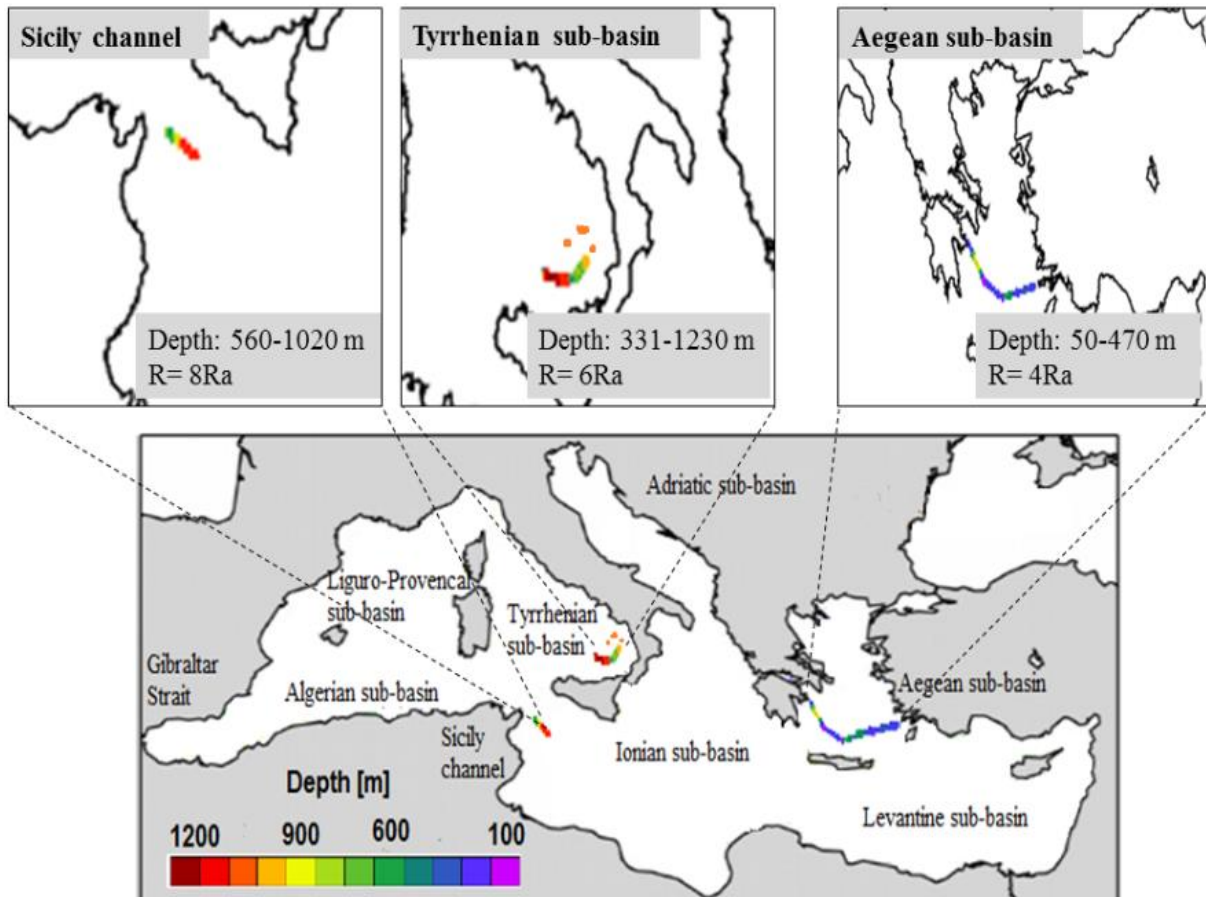 Sicily channel
Depth: 560-1020 m
R= 8Ra
Tyrrhenian sub-basin
Depth: 331-1230 m
R= 6Ra
Aegean sub-basin
Depth: 50-470 m
R= 4Ra
Adriatic sub-basin
Liguro-Provencal
sub-basin
Tyrrhenian
sub-basin
Gibraltar
Strait
Algerian sub-basin
Aegean sub-basin
Sicily
channel
Ionian sub-basin
Levantine sub-basin
Depth [m]
1200 900 600 100